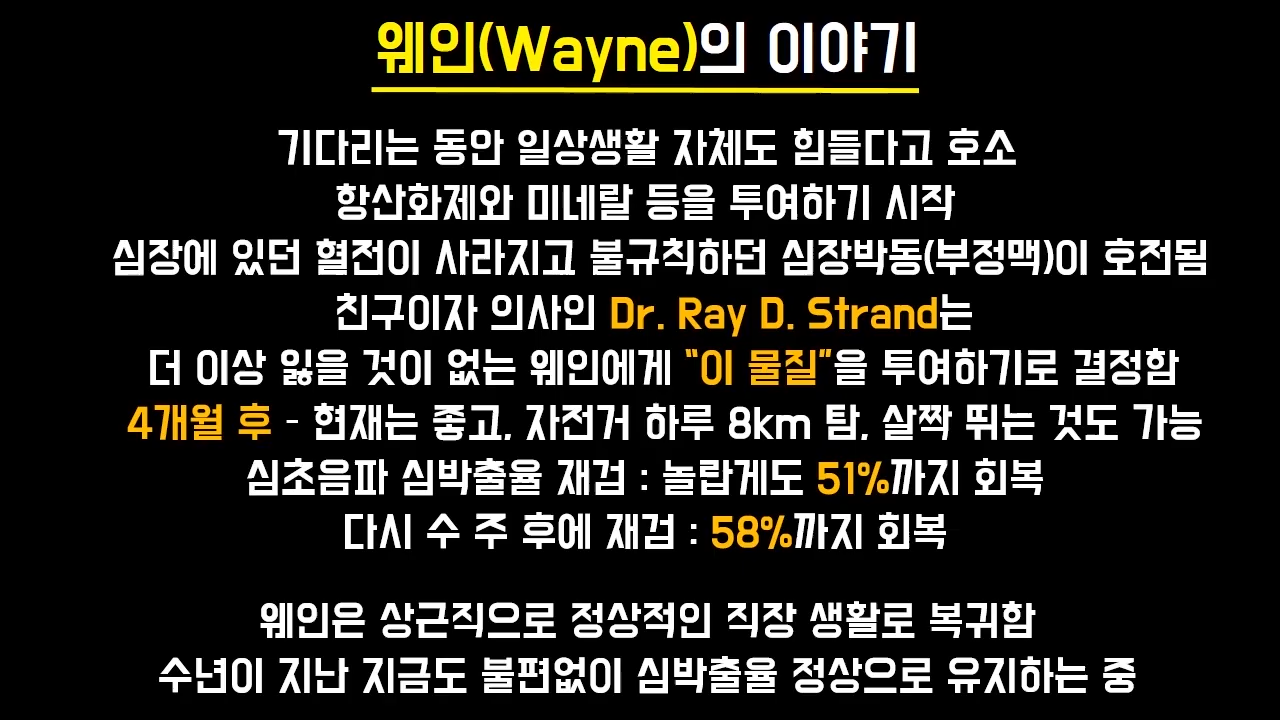 웨인(Wayne)의 이야기
기다리는 동안 일상생활 자체도 힘들다고 호소
항산화제와 미네랄 등을 투여하기 시작
심장에 있던 혈전이 사라지고 불규칙하던 심장박동(부정맥)이 호전됨
친구이자 의사인 Dr. Ray D. Strand는
더 이상 잃을 것이 없는 웨인에게 “이 물질”을 투여하기로 결정함
4개월 후 - 현재는 좋고, 자전거 하루 8km 탐, 살짝 뛰는 것도 가능
심초음파 심박출율 재검 : 놀랍게도 51%까지 회복
다시 수 주 후에 재검 : 58%까지 회복
웨인은 상근직으로 정상적인 직장 생활로 복귀함
수년이 지난 지금도 불편없이 심박출율 정상으로 유지하는 중